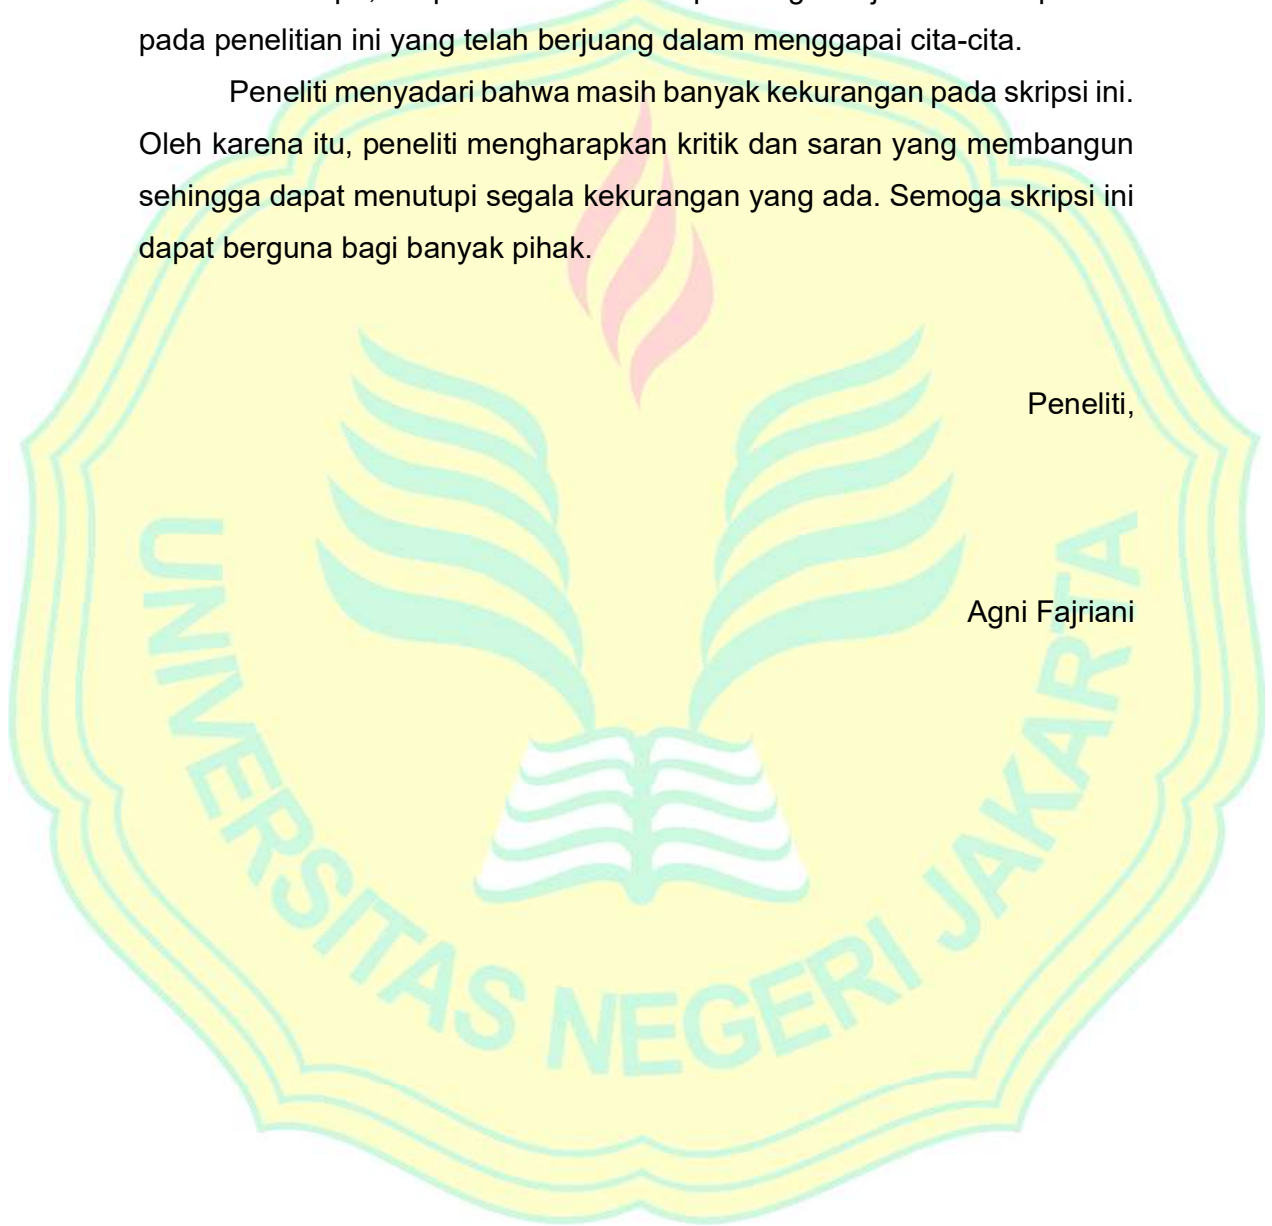 pada penelitian ini yang telah berjuang dalam menggapai cita-cita.
Peneliti menyadari bahwa masih banyak kekurangan pada skripsi ini.
Oleh karena itu, peneliti mengharapkan kritik dan saran yang membangun
sehingga dapat menutupi segala kekurangan yang ada. Semoga skripsi ini
dapat berguna bagi banyak pihak.
Peneliti,
Agni Fajriani
UNIVERSITAS NEGERI JAKARTA